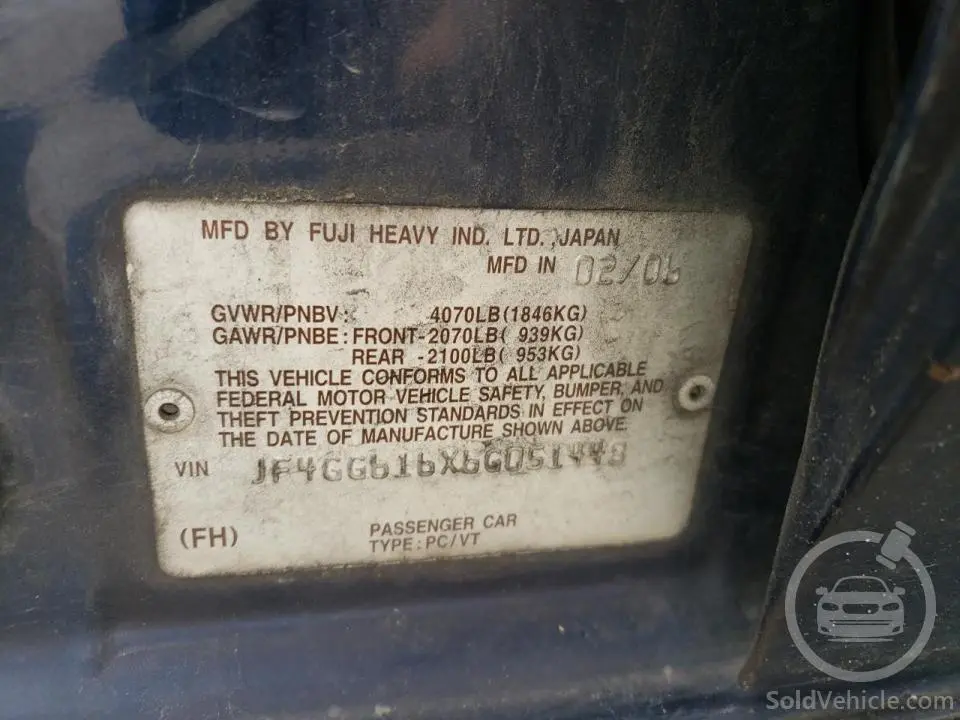 MFD BY FUJI HEAVY IND. LTD. JAPAN
MFD IN 02/06
GVWR/PNBV: 4070LB(1846KG)
GAWR/PNBE: FRONT-2070LB( 939KG)
REAR -2100LB( 953KG)
THIS VEHICLE CONFORMS TO ALL APPLICABLE
FEDERAL MOTOR VEHICLE SAFETY, BUMPER, AND
THEFT PREVENTION STANDARDS IN EFFECT ON
THE DATE OF MANUFACTURE SHOWN ABOVE.
VIN JF4GG616X6G051448
(FH) PASSENGER CAR
TYPE: PC/VT
SoldVehicle.com